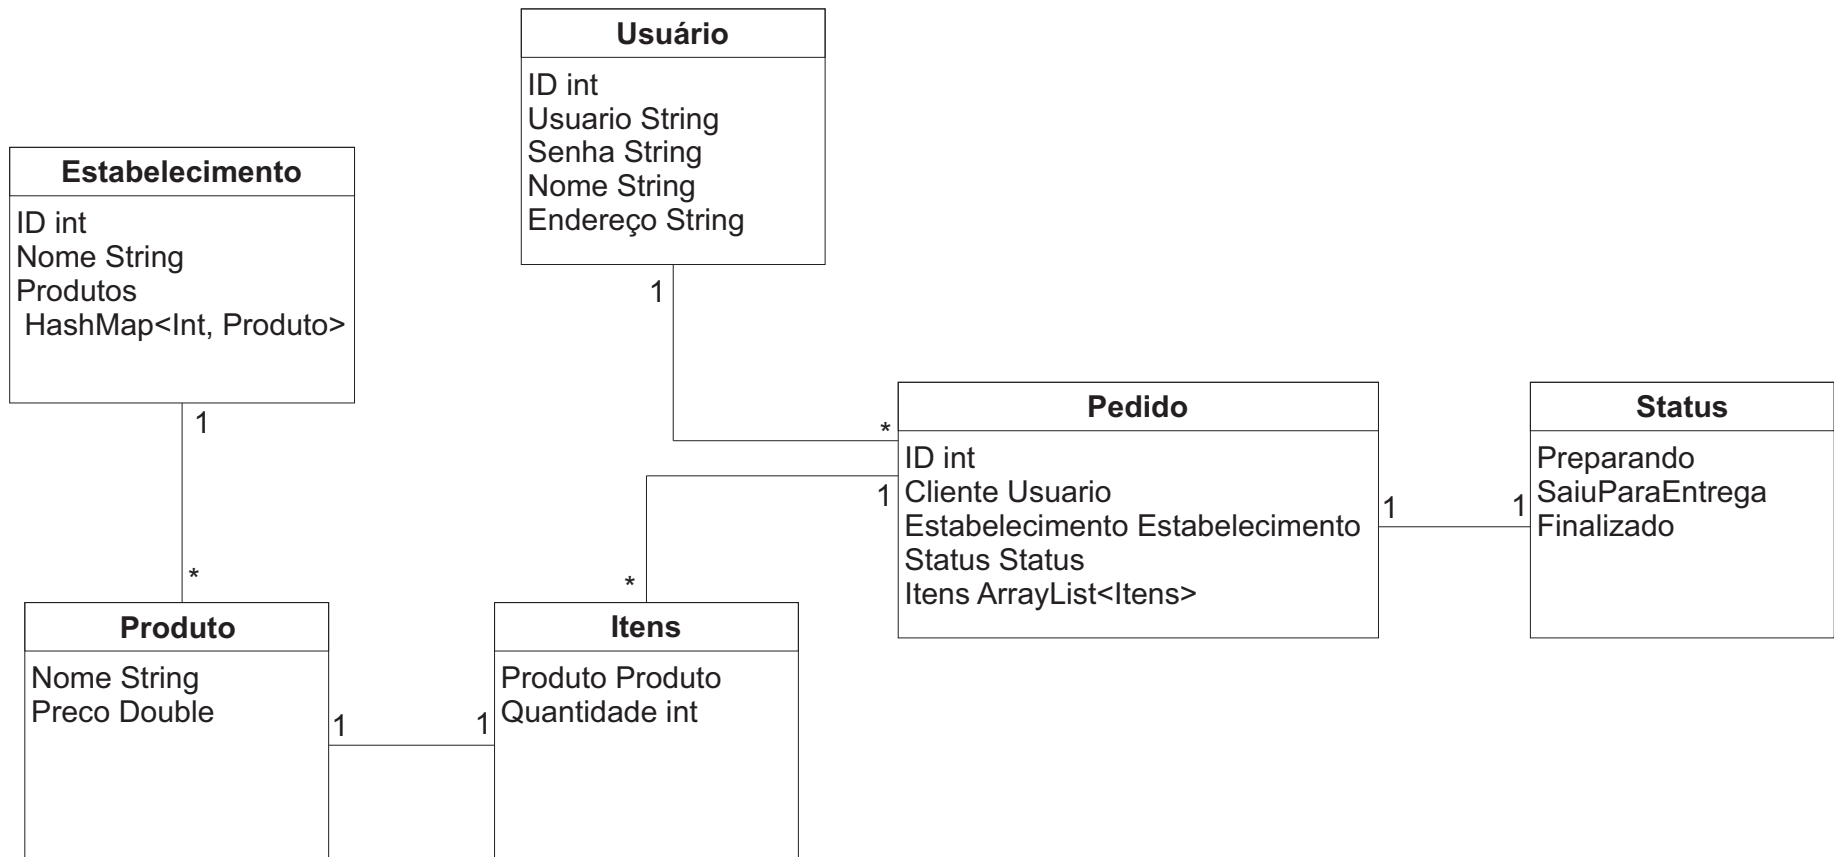 Usuário
ID int
Usuario String
Senha String
Nome String
Endereço String
1
Estabelecimento
ID int
Nome String
Produtos
HashMap<Int, Produto>
1
*
Pedido
ID int
Cliente Usuario
Estabelecimento Estabelecimento
Status Status
Itens ArrayList<Itens>
*
1
1
1
Status
Preparando
SaiuParaEntrega
Finalizado
Produto
Nome String
Preco Double
1
1
*
Itens
Produto Produto
Quantidade int